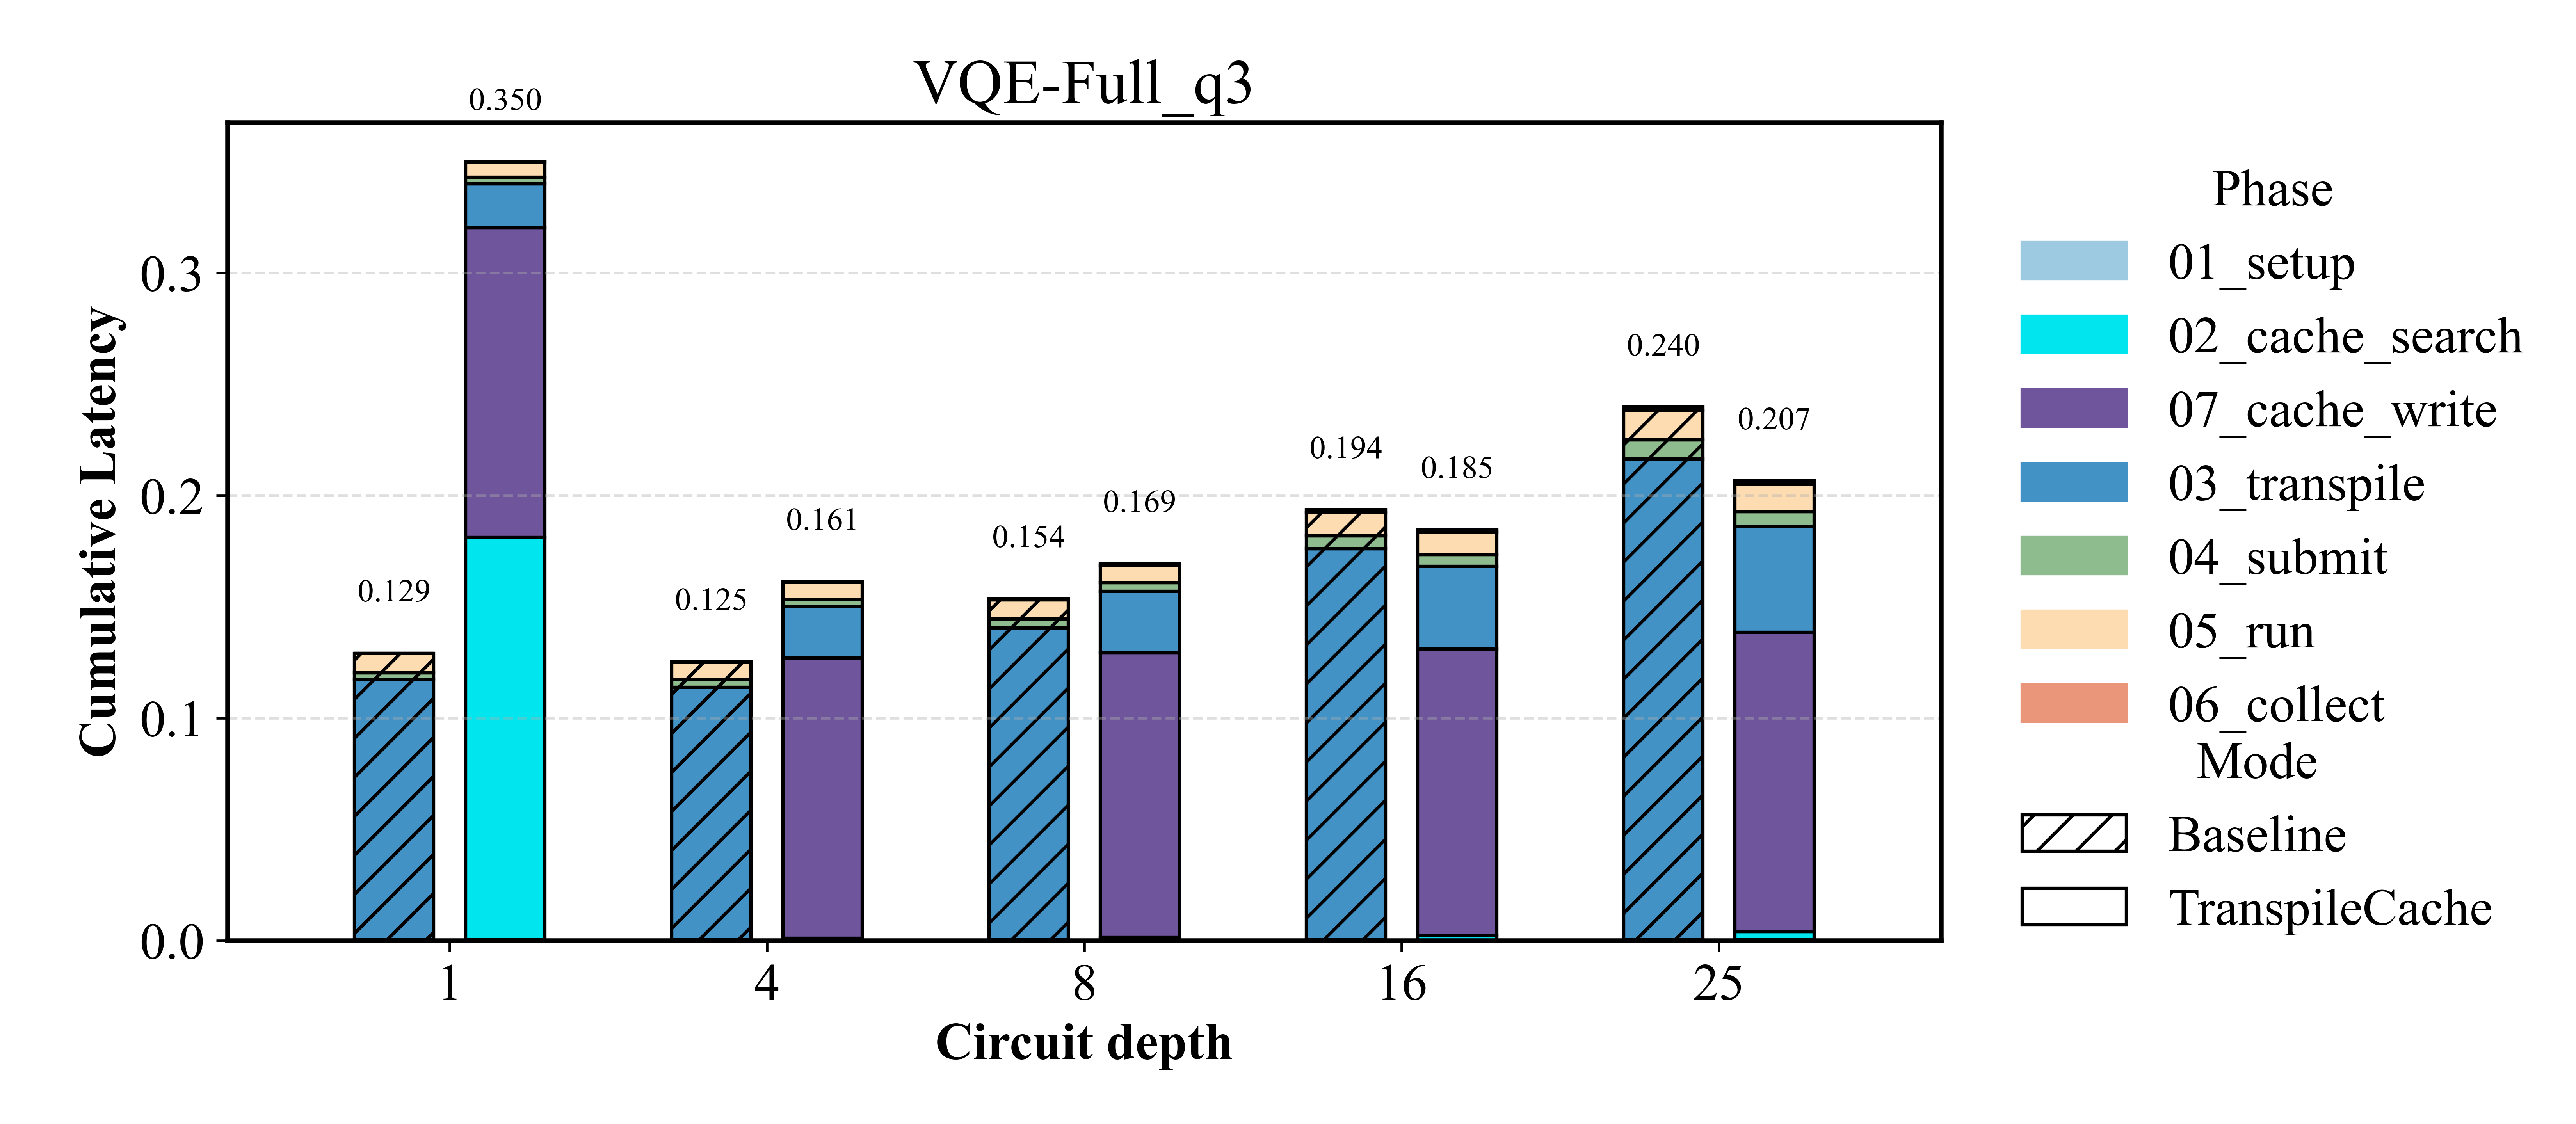 VQE-Full_q3
0.350
0.129
0.125
0.161
0.154
0.169
0.194
0.185
0.240
0.207
Cumulative Latency
0.3
0.2
0.1
0.0
1
4
8
16
25
Circuit depth
Phase
01_setup
02_cache_search
07_cache_write
03_transpile
04_submit
05_run
06_collect
Mode
Baseline
TranspileCache